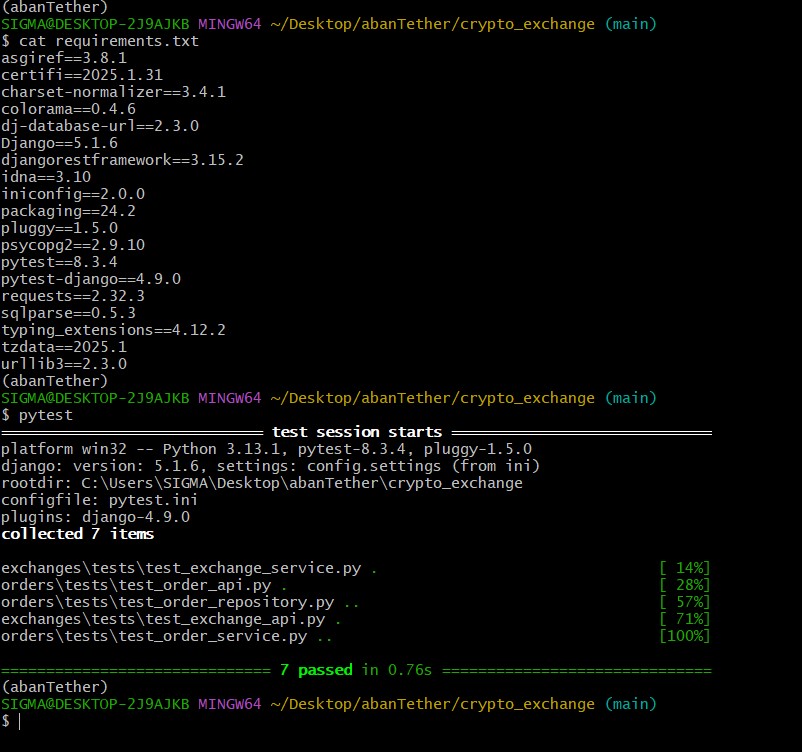 (abanTether)
SIGMA@DESKTOP-2J9AJKB MINGW64 ~/Desktop/abanTether/crypto_exchange (main)
$ cat requirements.txt
asgiref==3.8.1
certifi==2025.1.31
charset-normalizer==3.4.1
colorama==0.4.6
dj-database-url==2.3.0
Django==5.1.6
djangorestframework==3.15.2
idna==3.10
iniconfig==2.0.0
packaging==24.2
pluggy==1.5.0
psycopg2==2.9.10
pytest==8.3.4
pytest-django==4.9.0
requests==2.32.3
sqlparse==0.5.3
typing_extensions==4.12.2
tzdata==2025.1
urllib3==2.3.0
(abanTether)
SIGMA@DESKTOP-2J9AJKB MINGW64 ~/Desktop/abanTether/crypto_exchange (main)
$ pytest
============================= test session starts =============================
platform win32 -- Python 3.13.1, pytest-8.3.4, pluggy-1.5.0
django: version: 5.1.6, settings: config.settings (from ini)
rootdir: C:\Users\SIGMA\Desktop\abanTether\crypto_exchange
configfile: pytest.ini
plugins: django-4.9.0
collected 7 items
exchanges\tests\test_exchange_service.py . [ 14%]
orders\tests\test_order_api.py . [ 28%]
orders\tests\test_order_repository.py .. [ 57%]
exchanges\tests\test_exchange_api.py . [ 71%]
orders\tests\test_order_service.py .. [100%]
============================== 7 passed in 0.76s ==============================
(abanTether)
SIGMA@DESKTOP-2J9AJKB MINGW64 ~/Desktop/abanTether/crypto_exchange (main)
$